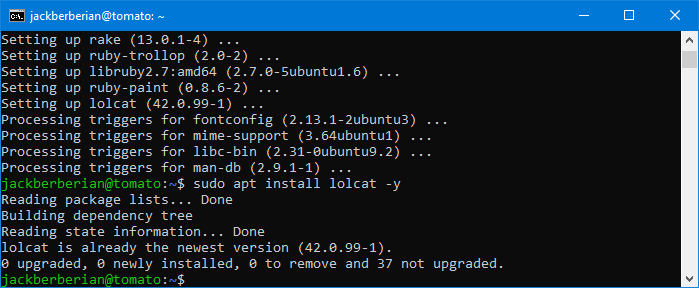 jackberberian@tomato: ~
Setting up rake (13.0.1-4) ...
Setting up ruby-trollop (2.0-2) ...
Setting up libruby2.7:amd64 (2.7.0-5ubuntu1.6) ...
Setting up ruby-paint (0.8.6-2) ...
Setting up lolcat (42.0.99-1) ...
Processing triggers for fontconfig (2.13.1-2ubuntu3) ...
Processing triggers for mime-support (3.64ubuntu1) ...
Processing triggers for libc-bin (2.31-0ubuntu9.2) ...
Processing triggers for man-db (2.9.1-1) ...
jackberberian@tomato:~$ sudo apt install lolcat -y
Reading package lists... Done
Building dependency tree
Reading state information... Done
lolcat is already the newest version (42.0.99-1).
0 upgraded, 0 newly installed, 0 to remove and 37 not upgraded.
jackberberian@tomato:~$